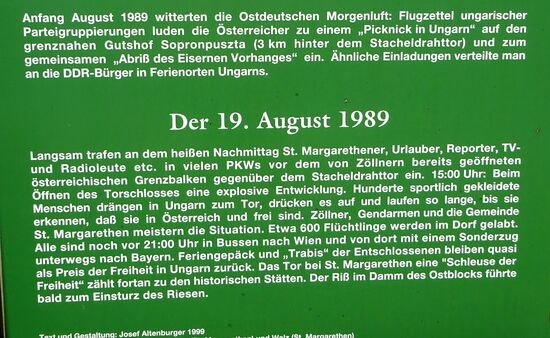 Anfang August 1989 witterten die Ostdeutschen Morgenluft: Flugzettel ungarischer
Parteigruppierungen luden die Österreicher zu einem „Picknick in Ungarn" auf den
grenznahen Gutshof Sopronpuszta (3 km hinter dem Stacheldrahttor) und zum
gemeinsamen „Abriß des Eisernen Vorhanges" ein. Ähnliche Einladungen verteilte man
an die DDR-Bürger in Ferienorten Ungarns.
Der 19. August 1989
Langsam trafen an dem heißen Nachmittag St. Margarethener, Urlauber, Reporter, TV-
und Radioleute etc. in vielen PKWs vor dem von Zöllnern bereits geöffneten
österreichischen Grenzbalken gegenüber dem Stacheldrahttor ein. 15:00 Uhr: Beim
Öffnen des Torschlosses eine explosive Entwicklung. Hunderte sportlich gekleidete
Menschen drängen in Ungarn zum Tor, drücken es auf und laufen so lange, bis sie
erkennen, daß sie in Österreich und frei sind. Zöllner, Gendarmen und die Gemeinde
St. Margarethen meistern die Situation. Etwa 600 Flüchtlinge werden im Dorf gelabt.
Alle sind noch vor 21:00 Uhr in Bussen nach Wien und von dort mit einem Sonderzug
unterwegs nach Bayern. Feriengepäck und „Trabis" der Entschlossenen bleiben quasi
als Preis der Freiheit in Ungarn zurück. Das Tor bei St. Margarethen eine "Schleuse der
Freiheit" zählt fortan zu den historischen Stätten. Der Riß im Damm des Ostblocks führte
bald zum Einsturz des Riesen.
Text und Gestaltung: Josef Altenburger 1999
und Welz (St. Margarethen)